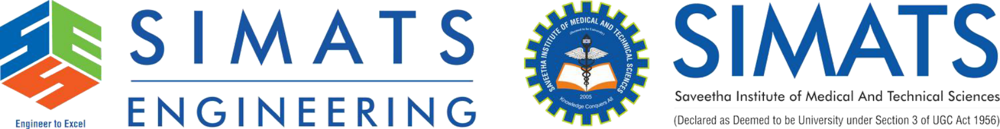 SES
Engineer to Excel
SIMATS
ENGINEERING
SAVEETHA INSTITUTE OF MEDICAL AND TECHNICAL SCIENCES
(Deemed to be University)
2005
Knowledge Conquers All
SIMATS
Saveetha Institute of Medical And Technical Sciences
(Declared as Deemed to be University under Section 3 of UGC Act 1956)